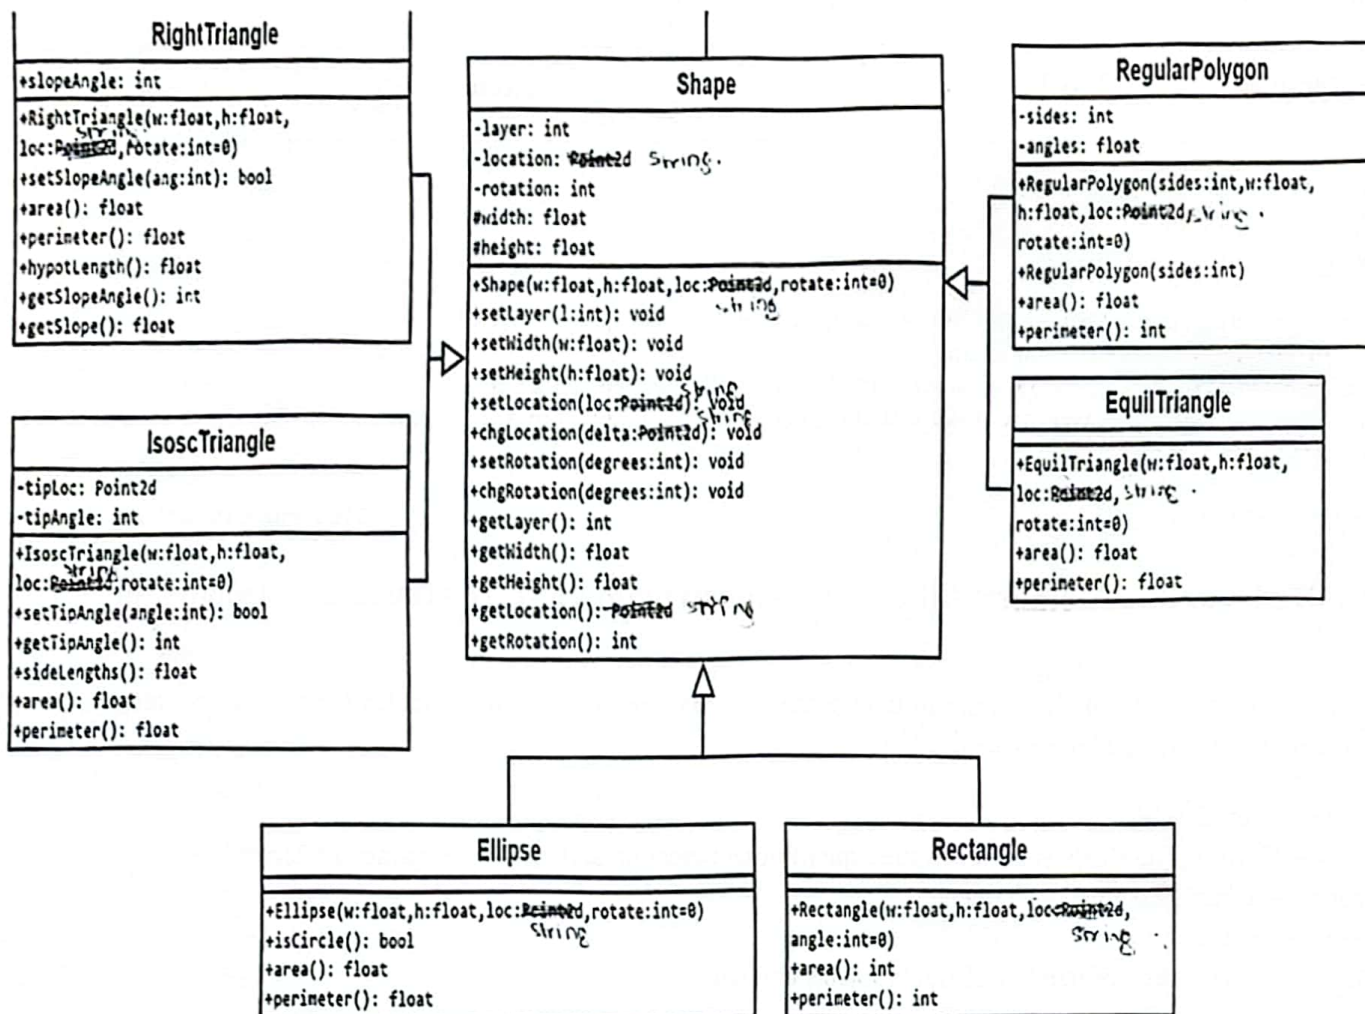 RightTriangle
+slopeAngle: int
+RightTriangle(w:float,h:float,
string
loc:Point2d,rotate:int=0)
+setSlopeAngle(ang:int): bool
+area(): float
+perimeter(): float
+hypotLength(): float
+getSlopeAngle(): int
+getSlope(): float
IsoscTriangle
-tipLoc: Point2d
-tipAngle: int
+IsoscTriangle(w:float,h:float,
string
loc:Point2d,rotate:int=0)
+setTipAngle(angle:int): bool
+getTipAngle(): int
+sideLengths(): float
+area(): float
+perimeter(): float
Shape
-layer: int
-location: Point2d string.
-rotation: int
#width: float
#height: float
+Shape(w:float,h:float,loc:Point2d,rotate:int=0)
string
+setLayer(l:int): void
+setWidth(w:float): void
+setHeight(h:float): void
string
+setLocation(loc:Point2d): void
string
+chgLocation(delta:Point2d): void
+setRotation(degrees:int): void
+chgRotation(degrees:int): void
+getLayer(): int
+getWidth(): float
+getHeight(): float
+getLocation(): Point2d string
+getRotation(): int
RegularPolygon
-sides: int
-angles: float
+RegularPolygon(sides:int,w:float,
h:float,loc:Point2d, string.
rotate:int=0)
+RegularPolygon(sides:int)
+area(): float
+perimeter(): int
EquilTriangle
+EquilTriangle(w:float,h:float,
loc:Point2d, string.
rotate:int=0)
+area(): float
+perimeter(): float
Ellipse
+Ellipse(w:float,h:float,loc:Point2d,rotate:int=0)
string
+isCircle(): bool
+area(): float
+perimeter(): float
Rectangle
+Rectangle(w:float,h:float,loc:Point2d,
angle:int=0) string.
+area(): int
+perimeter(): int